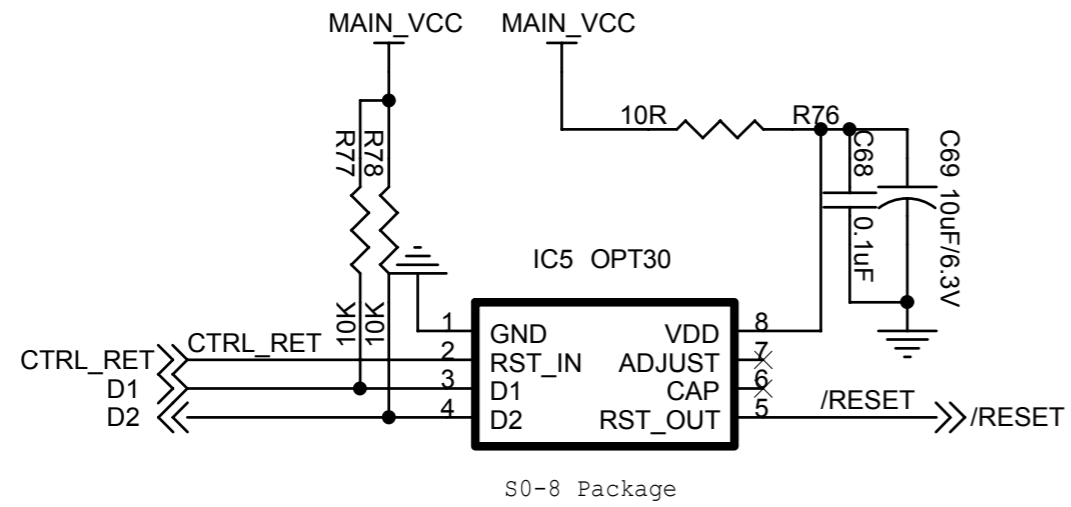 MAIN_VCC
MAIN_VCC
10R
R76
R77
R78
C68
C69 10uF/6.3V
0.1uF
10K
10K
IC5 OPT30
1
2
3
4
GND
RST_IN
D1
D2
VDD
ADJUST
CAP
RST_OUT
8
7
6
5
CTRL_RET
CTRL_RET
D1
D2
/RESET
/RESET
S0-8 Package